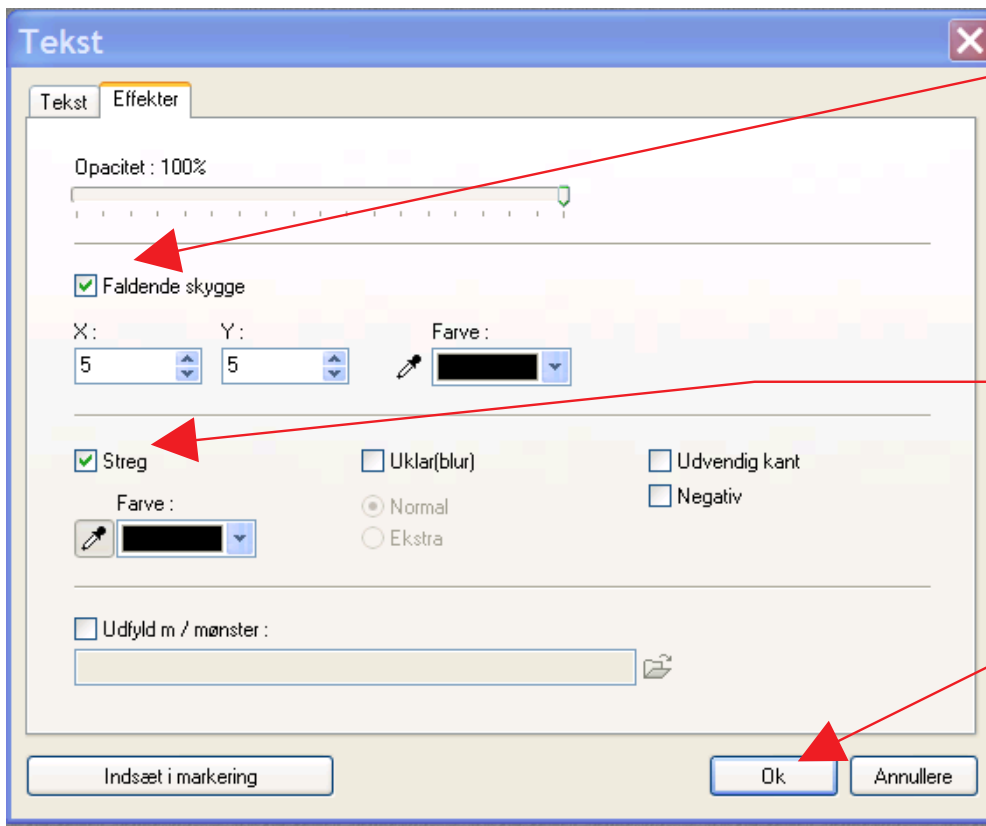 Tekst
Tekst Effekter
Opacitet : 100%
Faldende skygge
X : Y : Farve :
5 5
Streg Uklar(blur) Udvendig kant
Farve : Normal Negativ
Ekstra
Udfyld m / mønster :
Indsæt i markering Ok Annullere